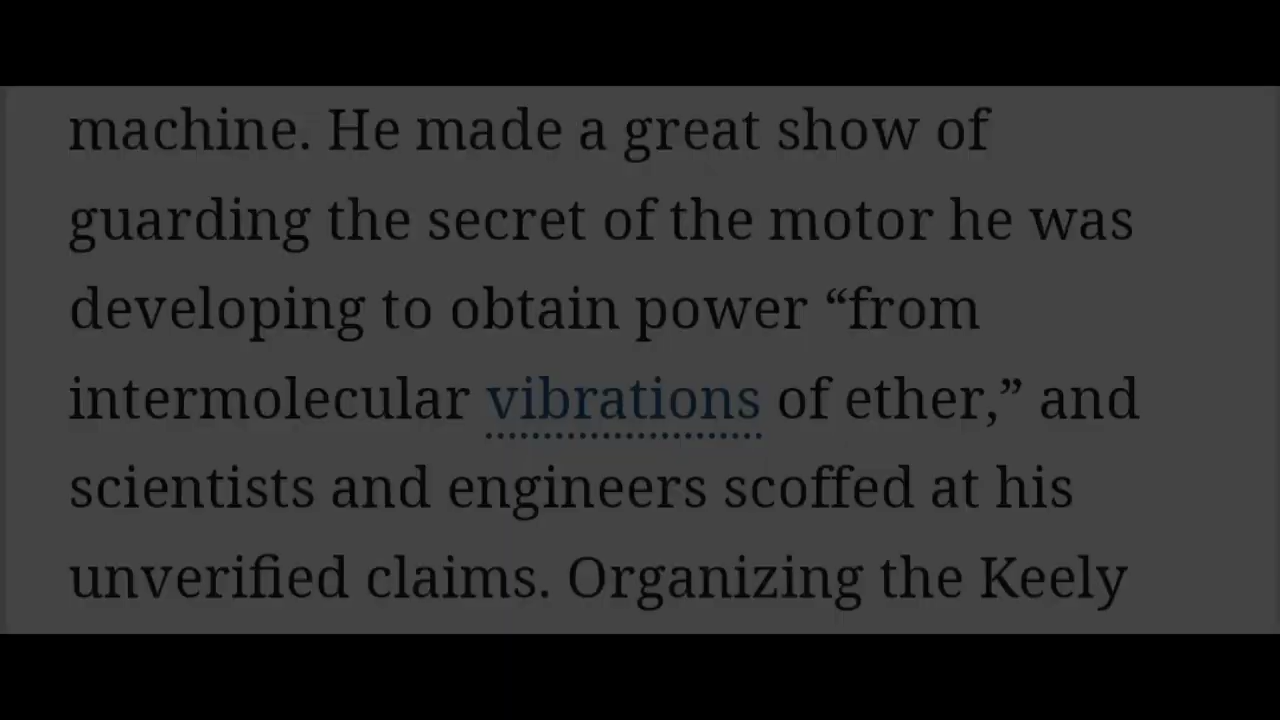 machine. He made a great show of
guarding the secret of the motor he was
developing to obtain power “from
intermolecular vibrations of ether,” and
scientists and engineers scoffed at his
unverified claims. Organizing the Keely